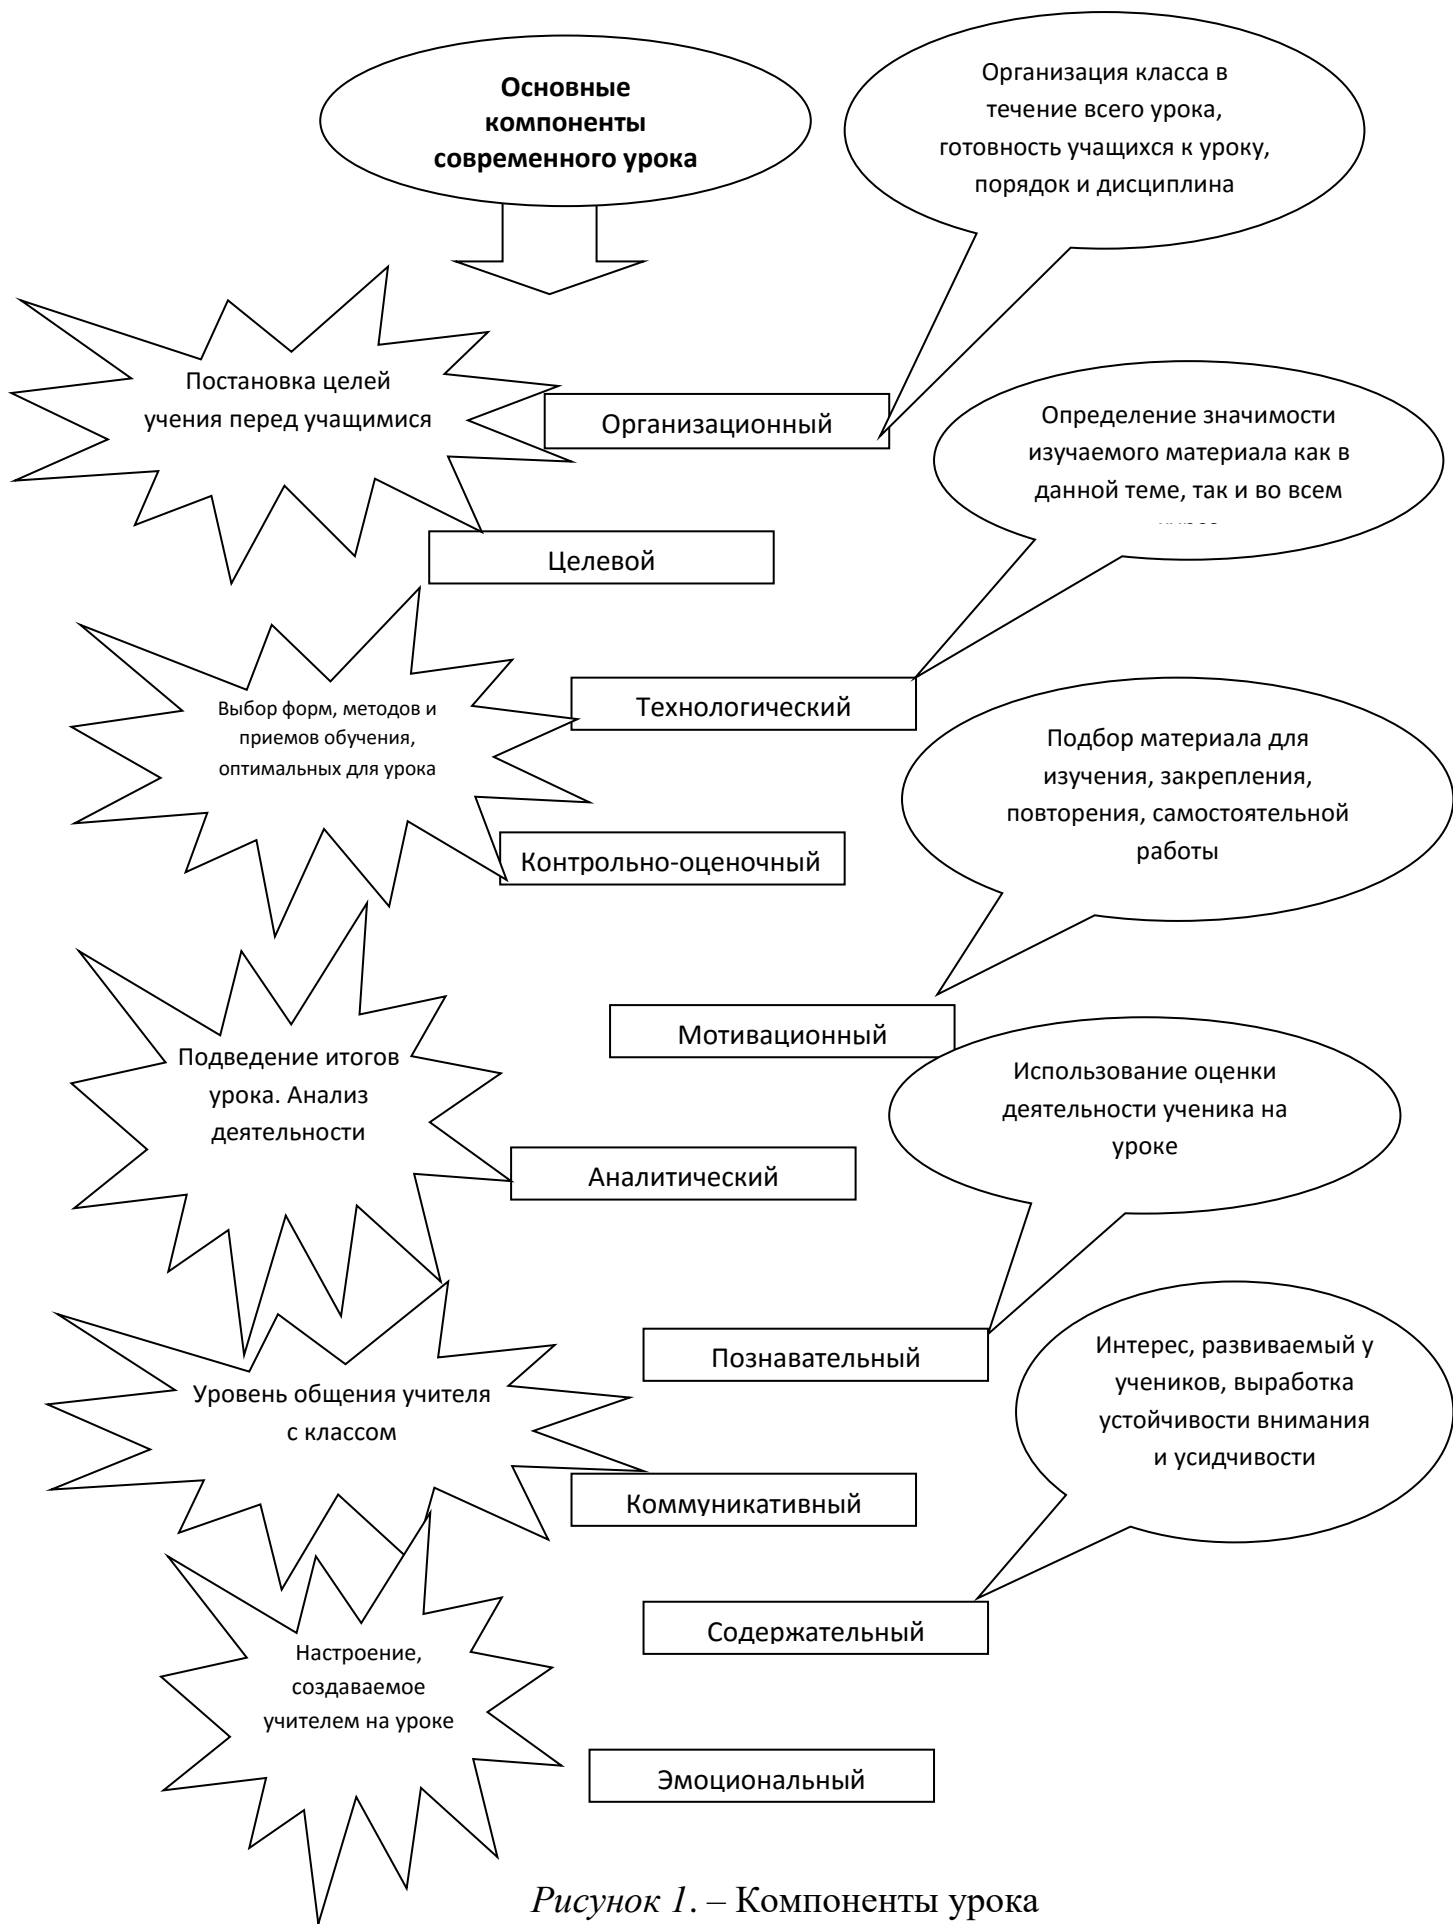 Основные
компоненты
современного урока
Организация класса в
течение всего урока,
готовность учащихся к уроку,
порядок и дисциплина
Постановка целей
учения перед учащимися
Организационный
Определение значимости
изучаемого материала как в
данной теме, так и во всем
Целевой
Выбор форм, методов и
приемов обучения,
оптимальных для урока
Технологический
Подбор материала для
изучения, закрепления,
повторения, самостоятельной
работы
Контрольно-оценочный
Мотивационный
Подведение итогов
урока. Анализ
деятельности
Использование оценки
деятельности ученика на
уроке
Аналитический
Познавательный
Интерес, развиваемый у
учеников, выработка
устойчивости внимания
и усидчивости
Уровень общения учителя
с классом
Коммуникативный
Содержательный
Настроение,
создаваемое
учителем на уроке
Эмоциональный
Рисунок 1. – Компоненты урока